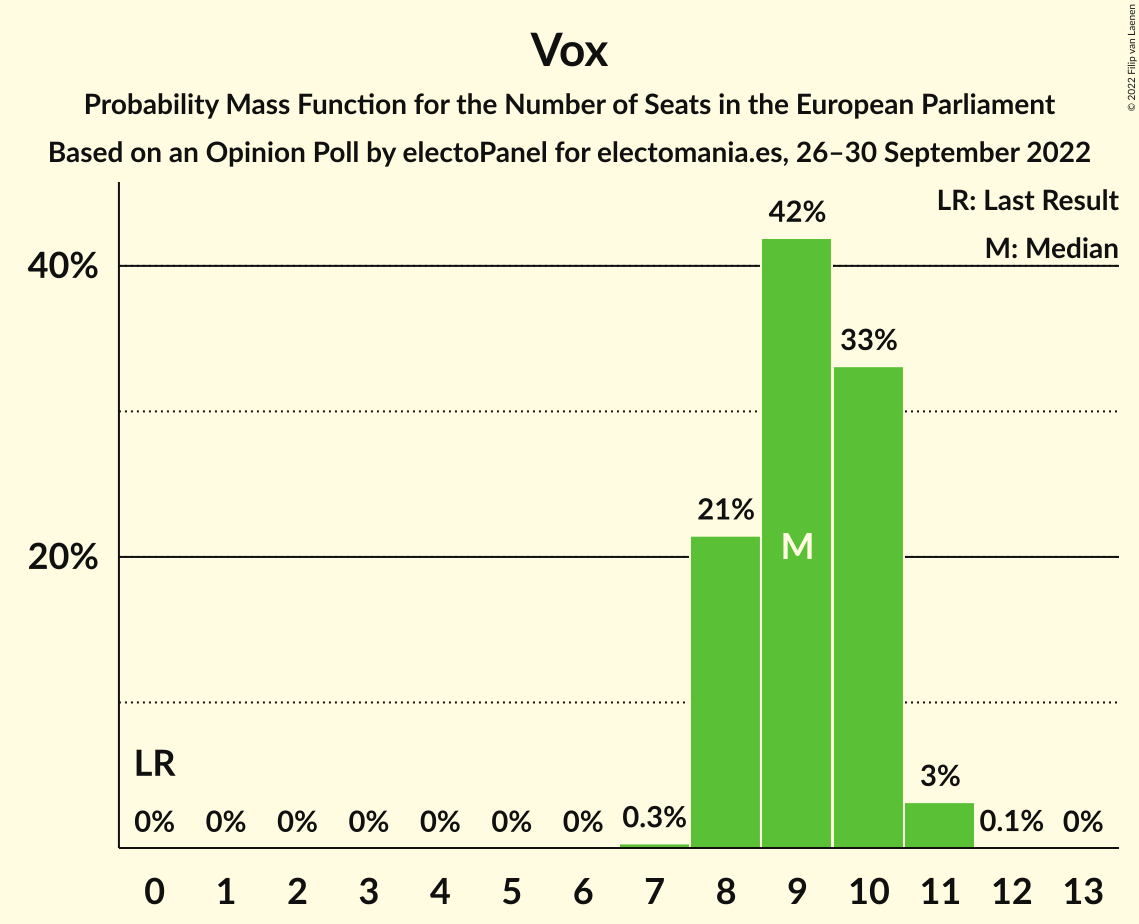 Vox
Probability Mass Function for the Number of Seats in the European Parliament
Based on an Opinion Poll by electoPanel for electomania.es, 26–30 September 2022
© 2022 Filip van Laenen
LR: Last Result
M: Median
40%
20%
42%
33%
21%
M
LR
0% 0% 0% 0% 0% 0% 0% 0.3% 3% 0.1% 0%
0 1 2 3 4 5 6 7 8 9 10 11 12 13